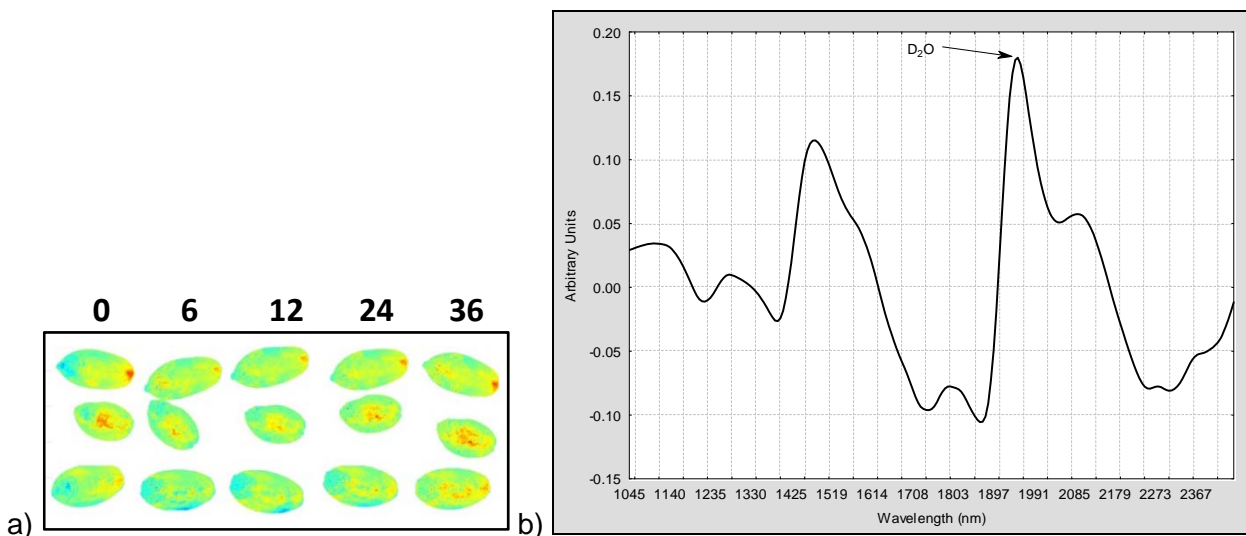 0 6 12 24 36
a)
b)
D₂O
0.20
0.15
0.10
0.05
0.00
-0.05
-0.10
-0.15
Arbitrary Units
1045 1140 1235 1330 1425 1519 1614 1708 1803 1897 1991 2085 2179 2273 2367
Wavelength (nm)